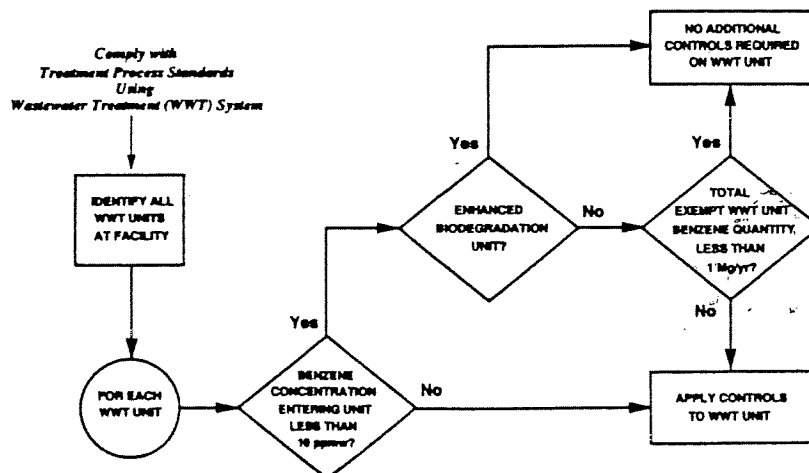 Comply with
Treatment Process Standards
Using
Wastewater Treatment (WWT) System
IDENTIFY ALL
WWT UNITS
AT FACILITY
FOR EACH
WWT UNIT
BENZENE
CONCENTRATION
ENTERING UNIT
LESS THAN
10 ppmw?
Yes
No
ENHANCED
BIODEGRADATION
UNIT?
Yes
No
TOTAL
EXEMPT WWT UNIT
BENZENE QUANTITY,
LESS THAN
1 Mg/yr?
Yes
No
NO ADDITIONAL
CONTROLS REQUIRED
ON WWT UNIT
APPLY CONTROLS
TO WWT UNIT